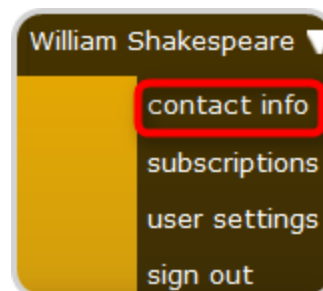 William Shakespeare
contact info
subscriptions
user settings
sign out